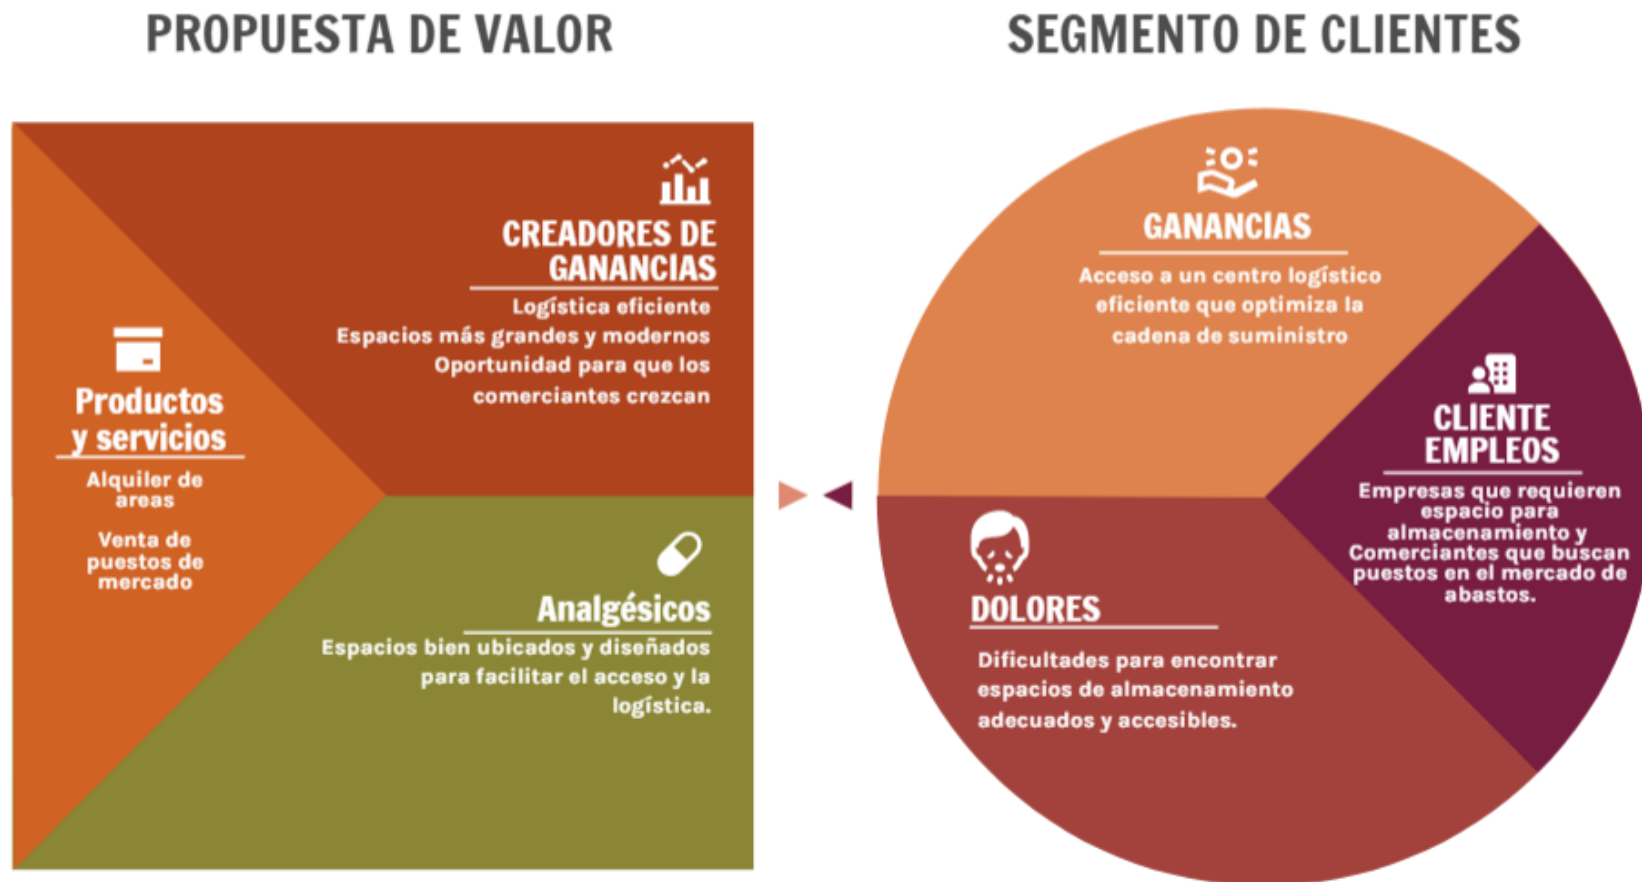 PROPUESTA DE VALOR
SEGMENTO DE CLIENTES
CREADORES DE
GANANCIAS
Logística eficiente
Espacios más grandes y modernos
Oportunidad para que los
comerciantes crezcan
Productos
y servicios
Alquiler de
areas
Venta de
puestos de
mercado
Analgésicos
Espacios bien ubicados y diseñados
para facilitar el acceso y la
logística.
GANANCIAS
Acceso a un centro logístico
eficiente que optimiza la
cadena de suministro
CLIENTE
EMPLEOS
Empresas que requieren
espacio para
almacenamiento y
Comerciantes que buscan
puestos en el mercado de
abastos.
DOLORES
Dificultades para encontrar
espacios de almacenamiento
adecuados y accesibles.